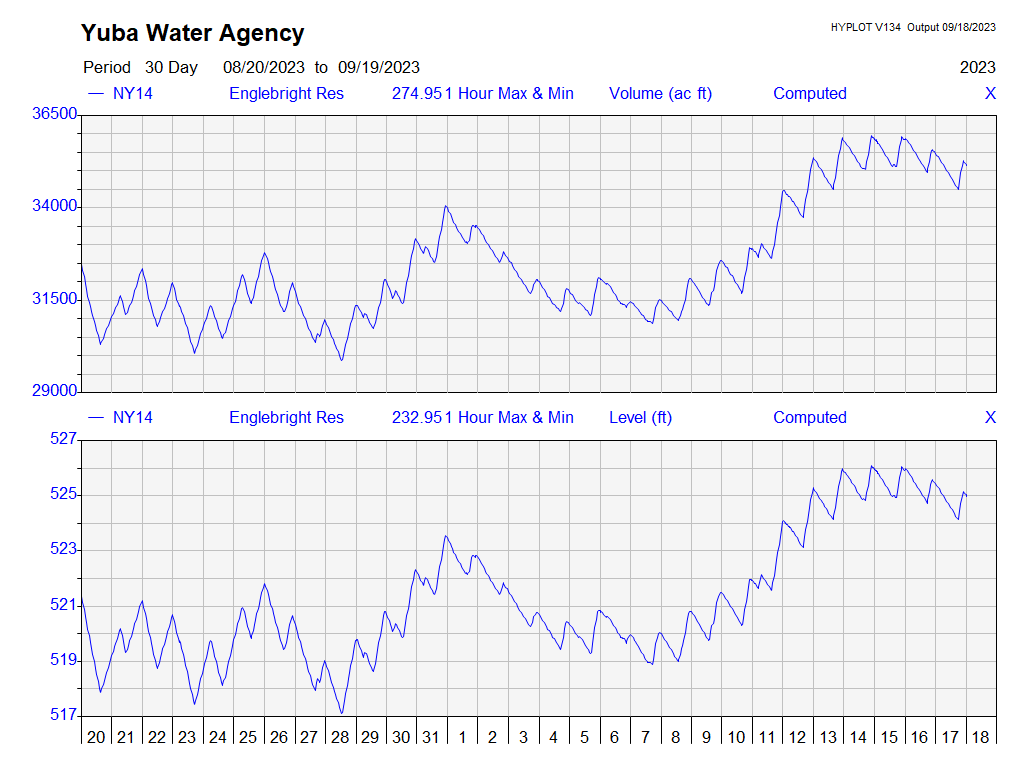 Yuba Water Agency
HYPLOT V134 Output 09/18/2023
Period 30 Day 08/20/2023 to 09/19/2023
2023
NY14 Englebright Res 274.951 Hour Max & Min Volume (ac ft) Computed X
36500
34000
31500
29000
NY14 Englebright Res 232.951 Hour Max & Min Level (ft) Computed X
527
525
523
521
519
517
20 21 22 23 24 25 26 27 28 29 30 31 1 2 3 4 5 6 7 8 9 10 11 12 13 14 15 16 17 18